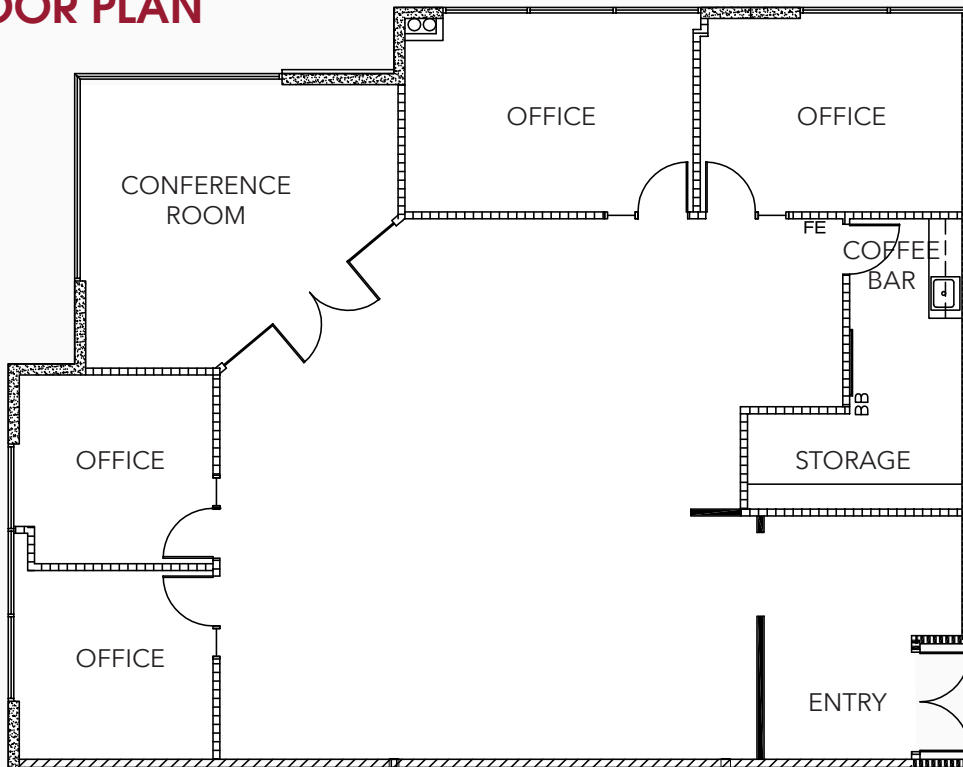 OOR PLAN
OFFICE
OFFICE
CONFERENCE
ROOM
FE
COFFEE
BAR
BB
OFFICE
STORAGE
OFFICE
ENTRY